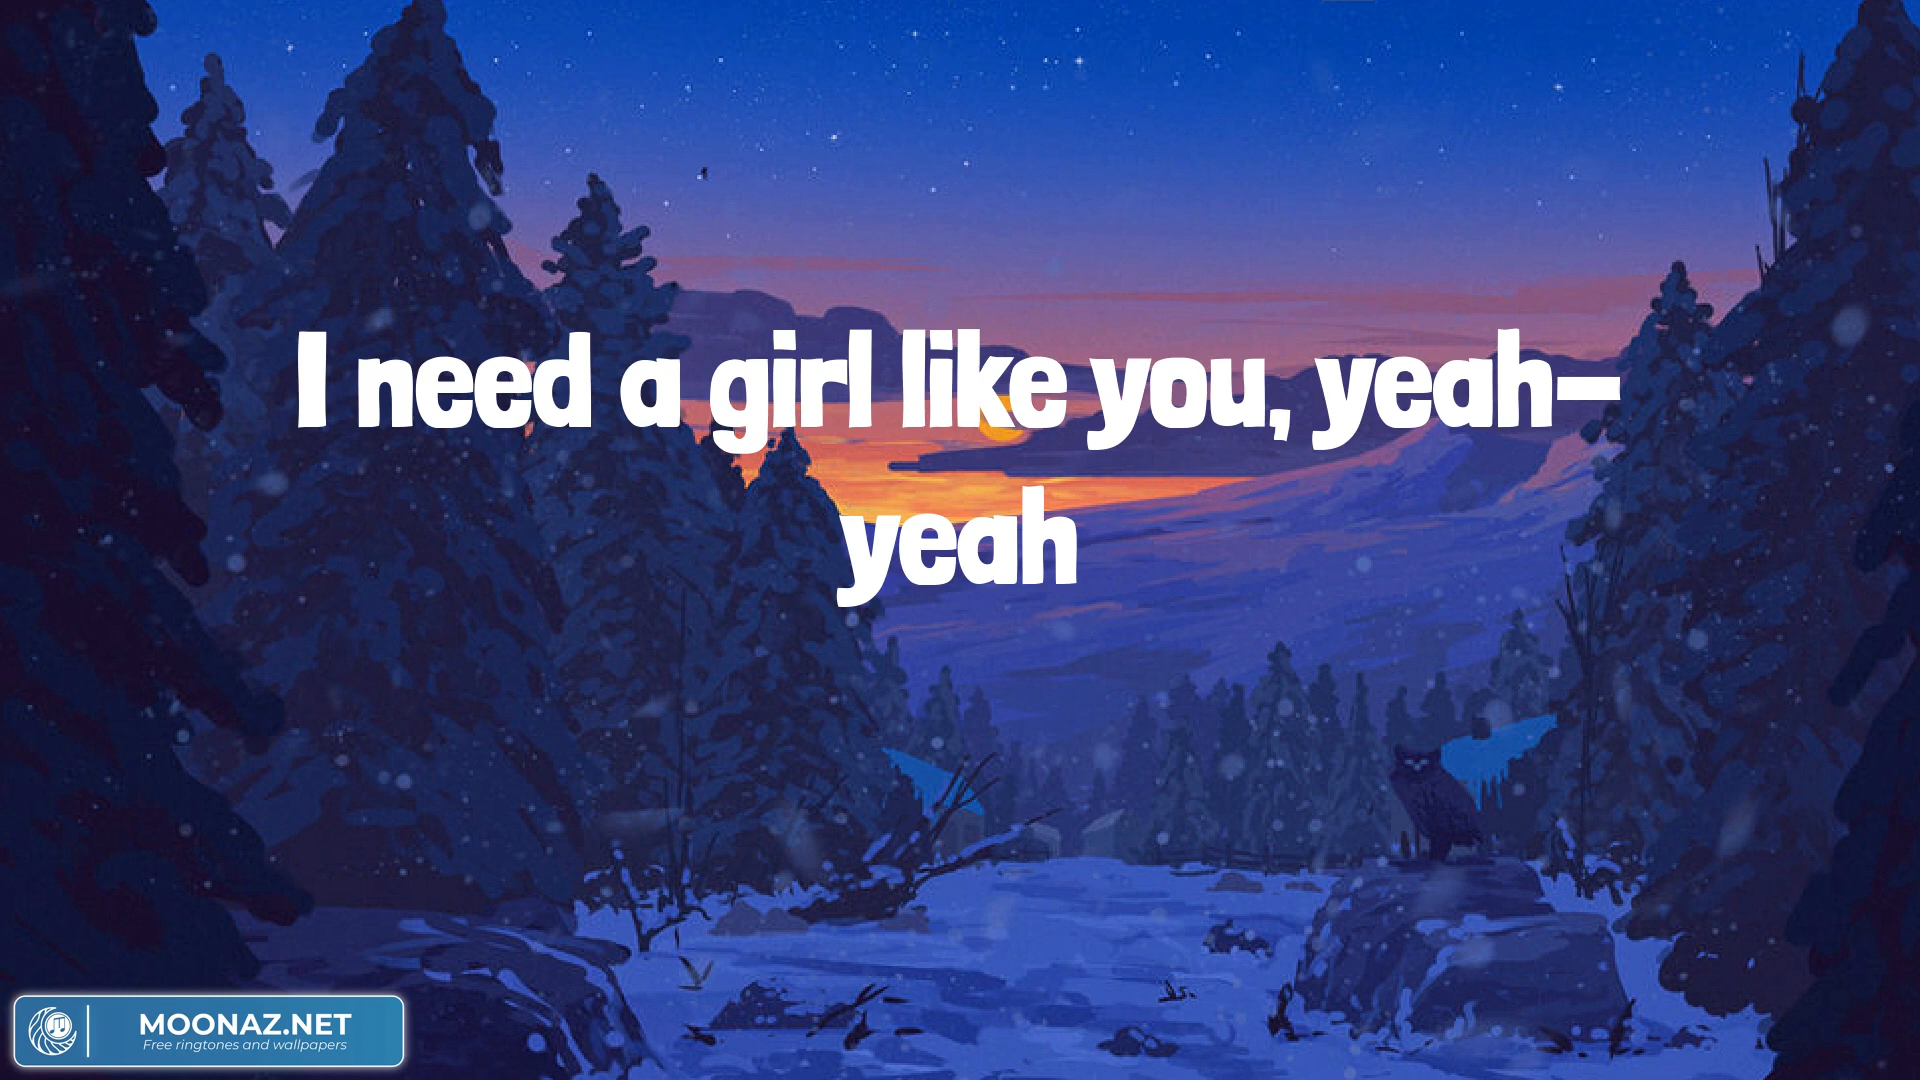 I need a girl like you, yeah–
yeah
MOONAZ.NET
Free ringtones and wallpapers